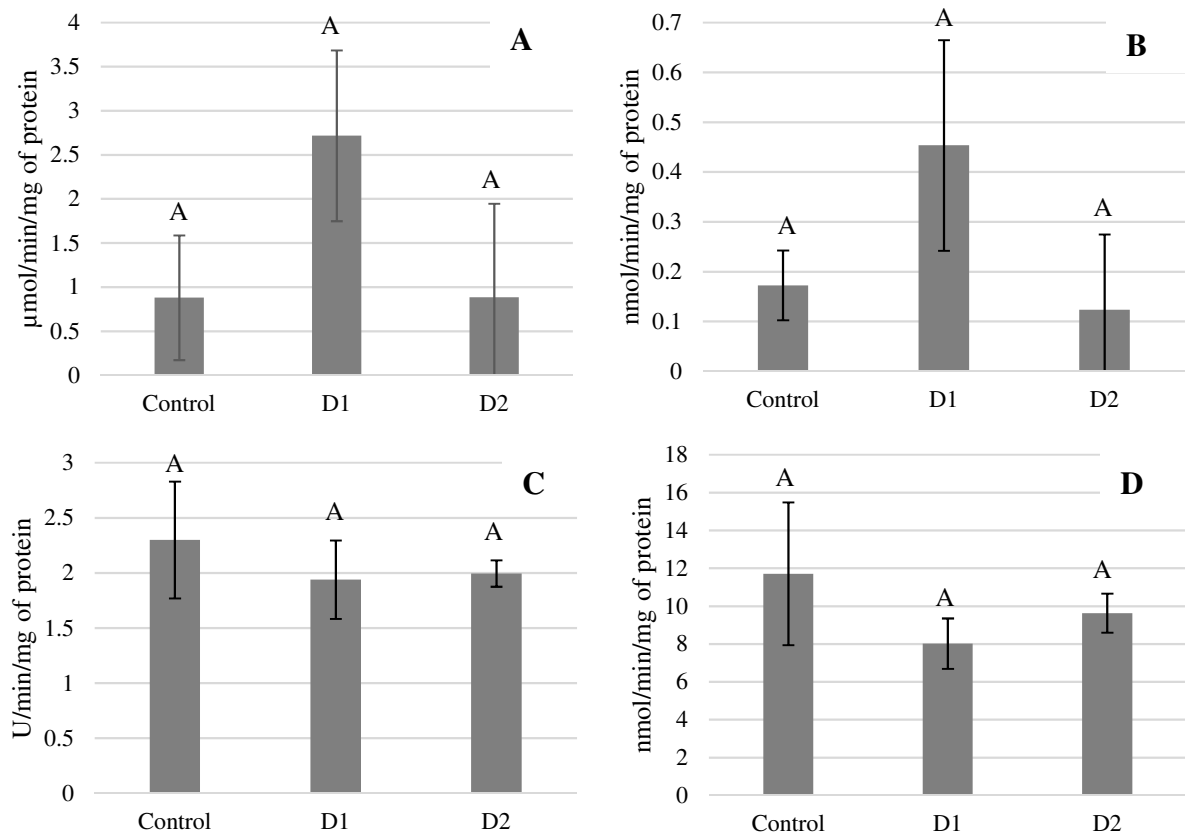 A
µmol/min/mg of protein
4
3.5
3
2.5
2
1.5
1
0.5
0
A
A
A
Control
D1
D2
B
nmol/min/mg of protein
0.7
0.6
0.5
0.4
0.3
0.2
0.1
0
A
A
A
Control
D1
D2
C
U/min/mg of protein
3
2.5
2
1.5
1
0.5
0
A
A
A
Control
D1
D2
D
nmol/min/mg of protein
18
16
14
12
10
8
6
4
2
0
A
A
A
Control
D1
D2